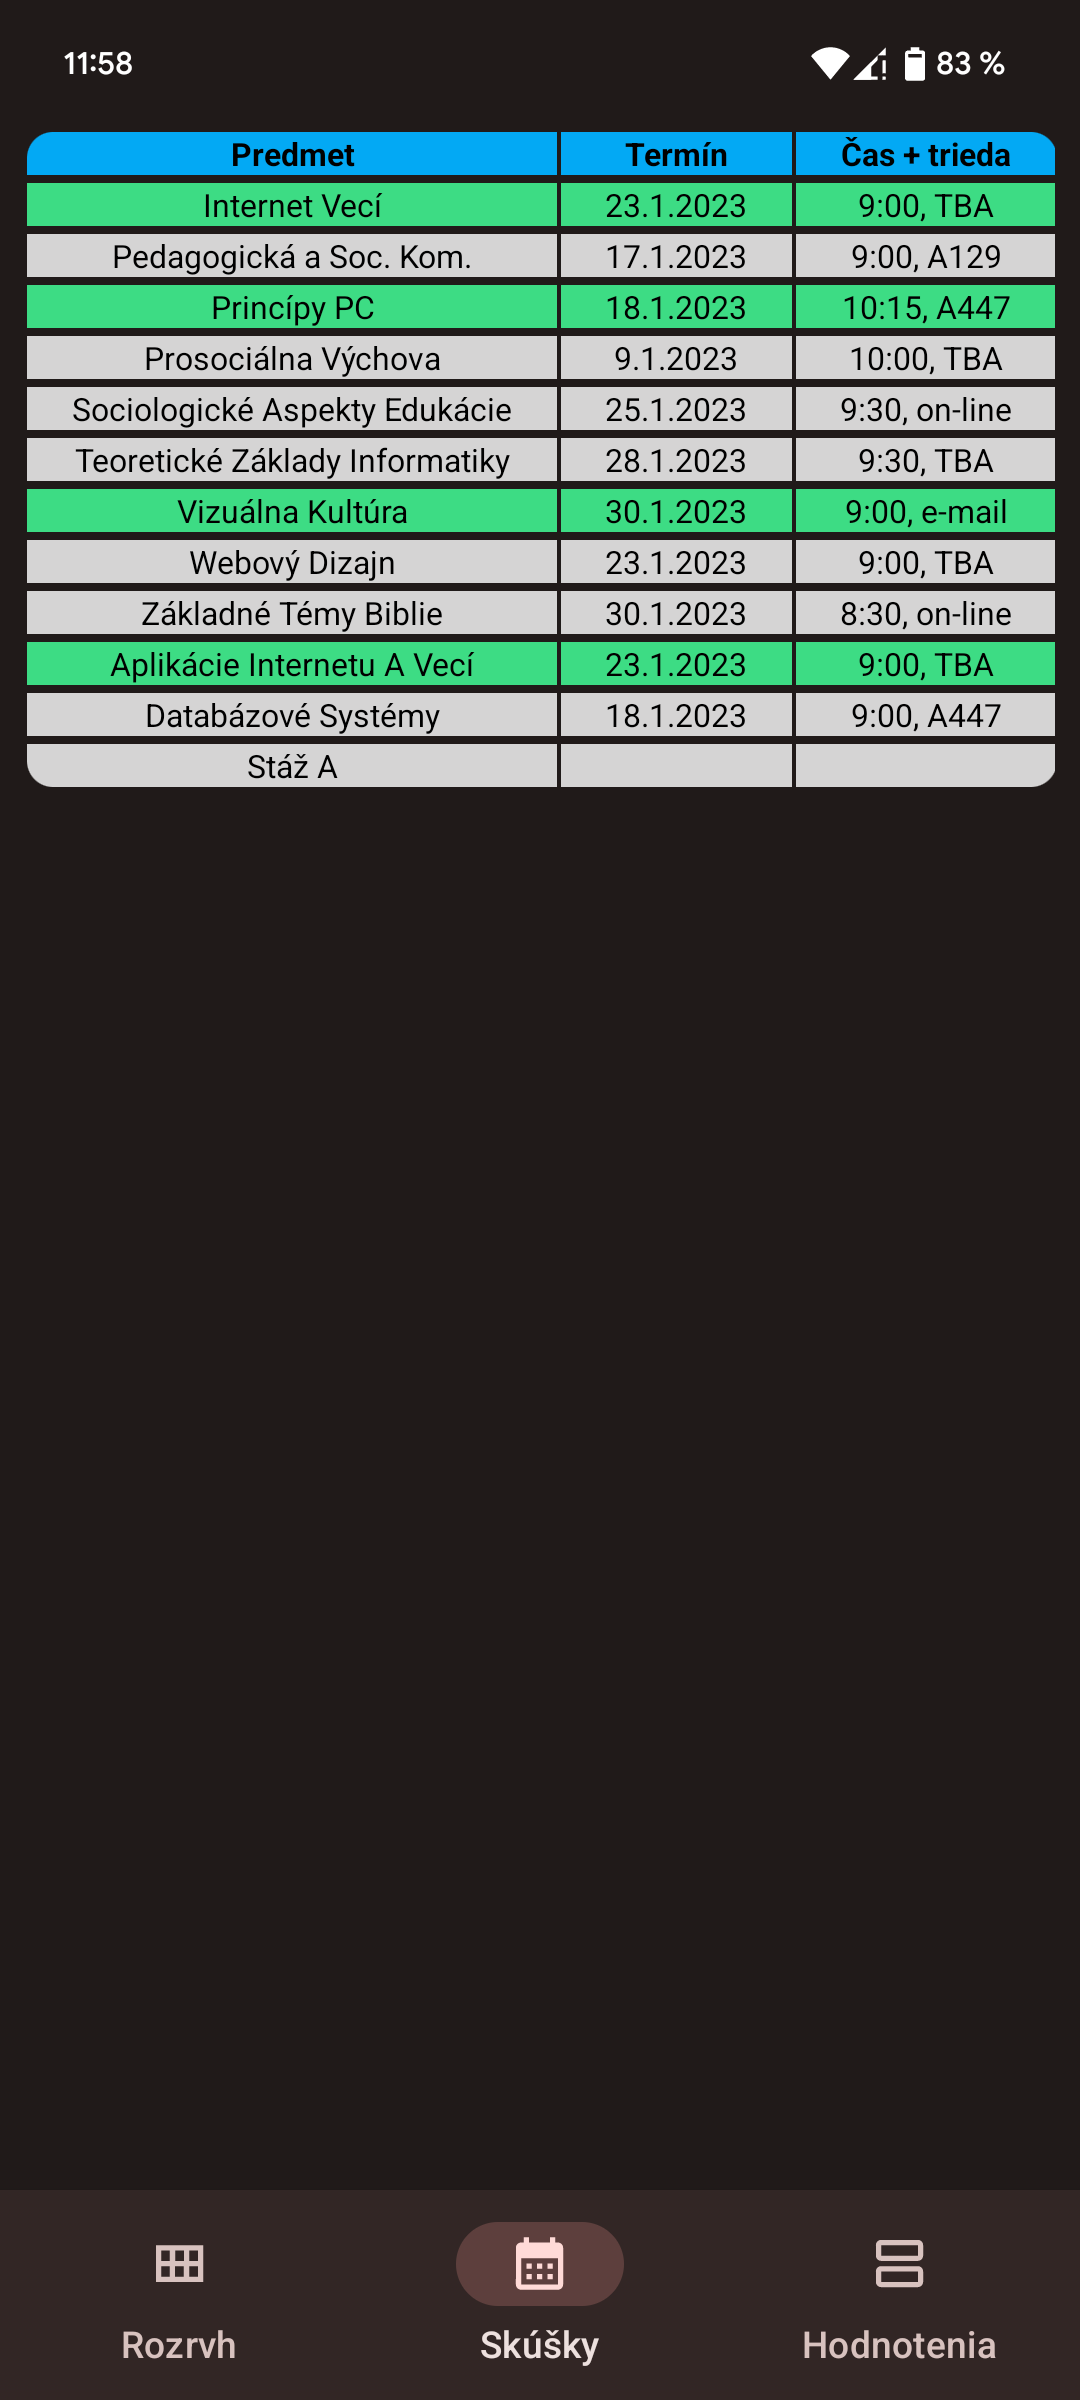 11:58 83 %
Predmet Termín Čas + trieda
Internet Vecí 23.1.2023 9:00, TBA
Pedagogická a Soc. Kom. 17.1.2023 9:00, A129
Princípy PC 18.1.2023 10:15, A447
Prosociálna Výchova 9.1.2023 10:00, TBA
Sociologické Aspekty Edukácie 25.1.2023 9:30, on-line
Teoretické Základy Informatiky 28.1.2023 9:30, TBA
Vizuálna Kultúra 30.1.2023 9:00, e-mail
Webový Dizajn 23.1.2023 9:00, TBA
Základné Témy Biblie 30.1.2023 8:30, on-line
Aplikácie Internetu A Vecí 23.1.2023 9:00, TBA
Databázové Systémy 18.1.2023 9:00, A447
Stáž A
Rozrvh Skúšky Hodnotenia